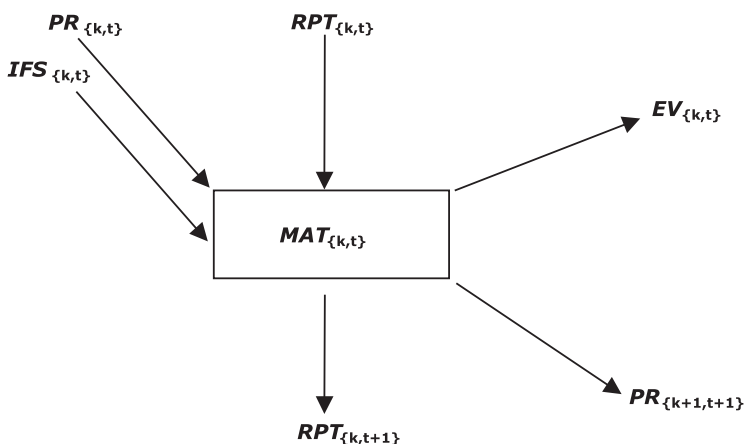 PR{k,t}
RPT{k,t}
IFS{k,t}
EV{k,t}
MAT{k,t}
PR{k+1,t+1}
RPT{k,t+1}